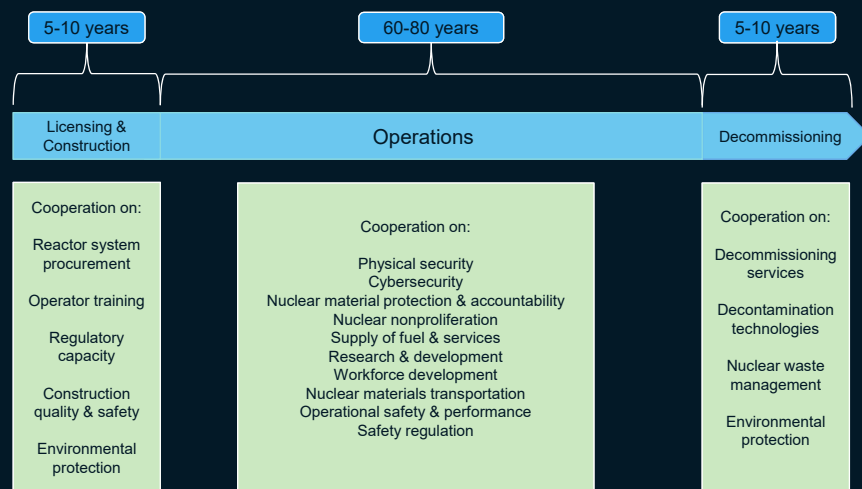 5-10 years
60-80 years
5-10 years
Licensing &
Construction
Operations
Decommissioning
Cooperation on:
Reactor system
procurement
Operator training
Regulatory
capacity
Construction
quality & safety
Environmental
protection
Cooperation on:
Physical security
Cybersecurity
Nuclear material protection & accountability
Nuclear nonproliferation
Supply of fuel & services
Research & development
Workforce development
Nuclear materials transportation
Operational safety & performance
Safety regulation
Cooperation on:
Decommissioning
services
Decontamination
technologies
Nuclear waste
management
Environmental
protection